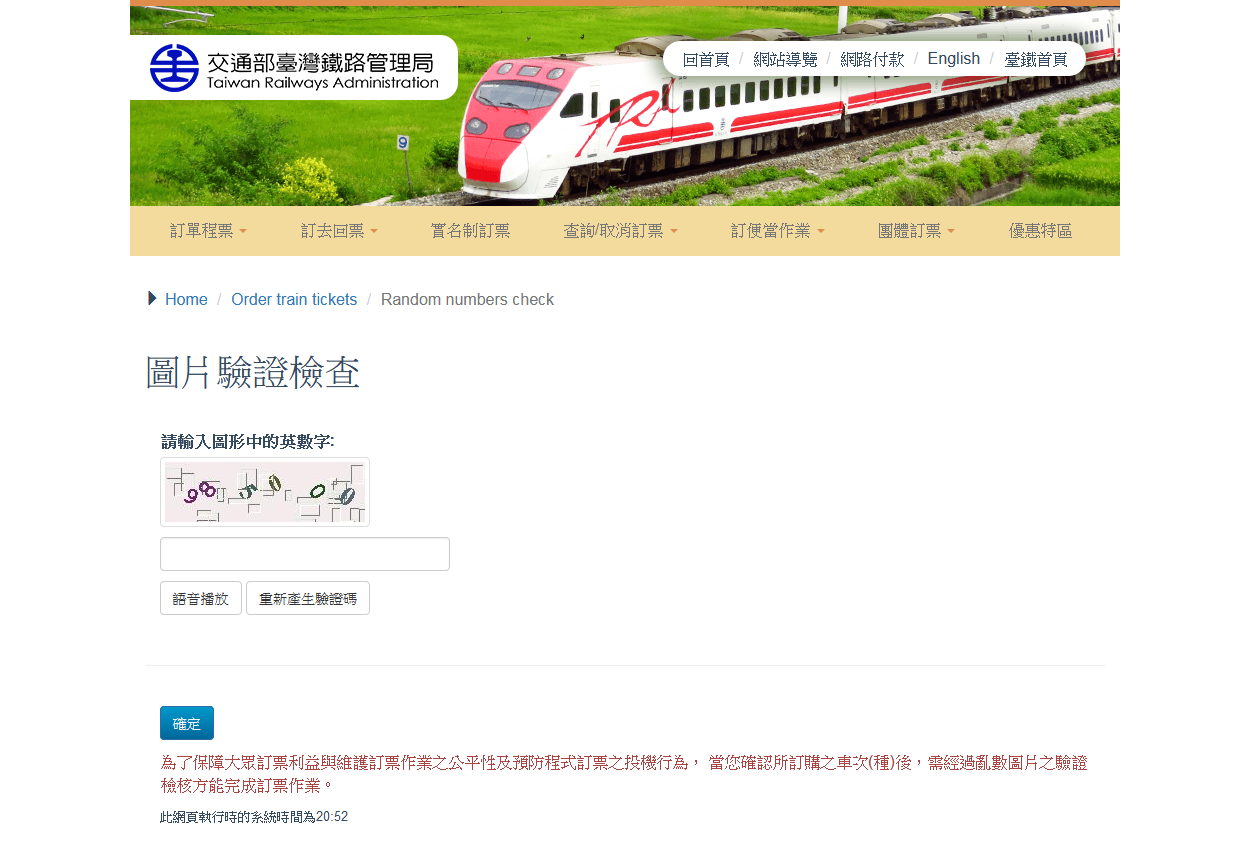 交通部臺灣鐵路管理局
Taiwan Railways Administration
回首頁 / 網站導覽 / 網路付款 / English / 臺鐵首頁
TRA
9
訂單程票 訂去回票 實名制訂票 查詢/取消訂票 訂便當作業 團體訂票 優惠特區
Home / Order train tickets / Random numbers check
圖片驗證檢查
請輸入圖形中的英數字:
語音播放 重新產生驗證碼
確定
為了保障大眾訂票利益與維護訂票作業之公平性及預防程式訂票之投機行為， 當您確認所訂購之車次(種)後，需經過亂數圖片之驗證
檢核方能完成訂票作業。
此網頁執行時的系統時間為20:52